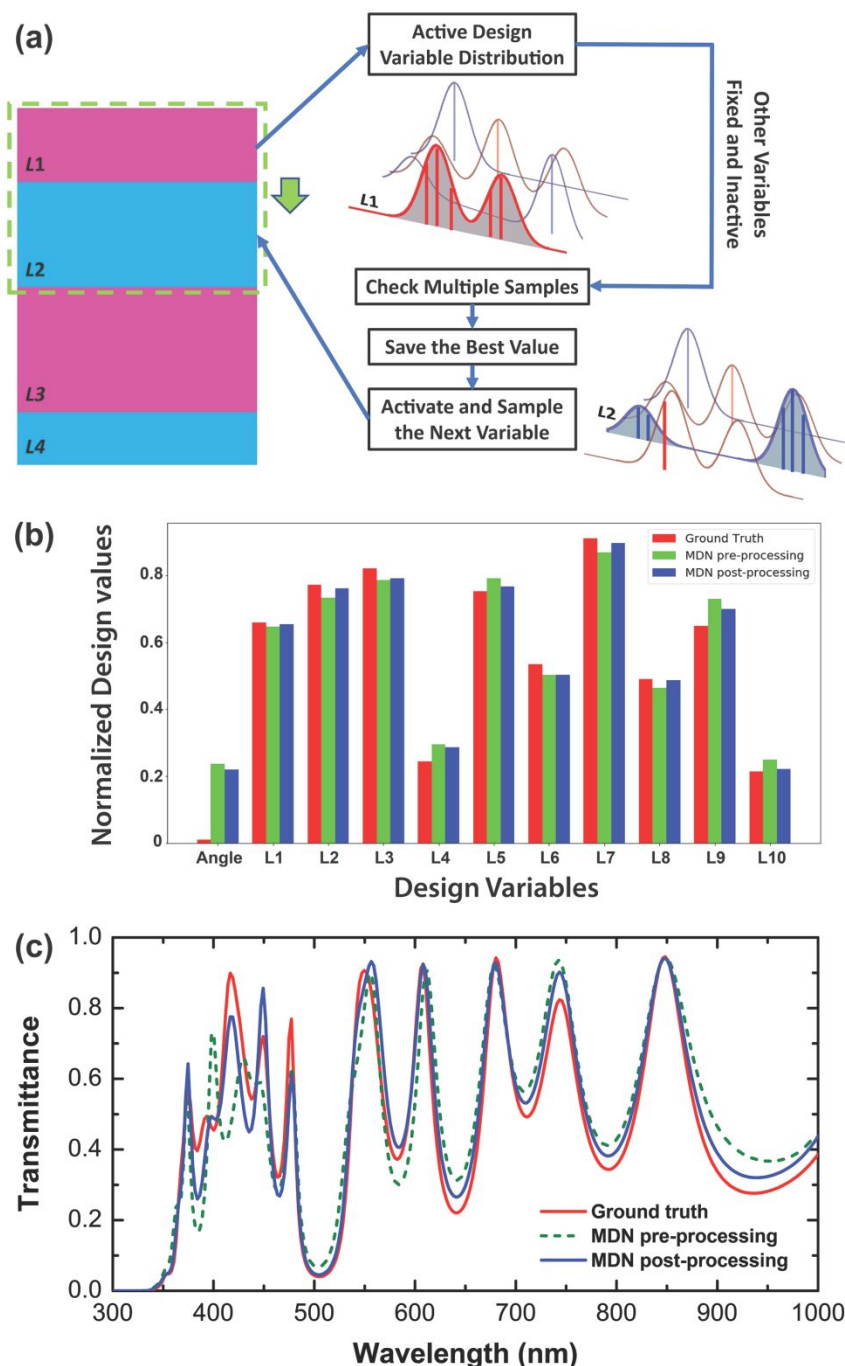 (a)
Active Design
Variable Distribution
Other Variables
Fixed and Inactive
L1
L2
L3
L4
L1
Check Multiple Samples
Save the Best Value
Activate and Sample
the Next Variable
L2
(b)
Normalized Design values
0.8
0.6
0.4
0.2
0
Ground Truth
MDN pre-processing
MDN post-processing
Angle L1 L2 L3 L4 L5 L6 L7 L8 L9 L10
Design Variables
(c)
Transmittance
1.0
0.8
0.6
0.4
0.2
0.0
Ground truth
MDN pre-processing
MDN post-processing
300 400 500 600 700 800 900 1000
Wavelength (nm)